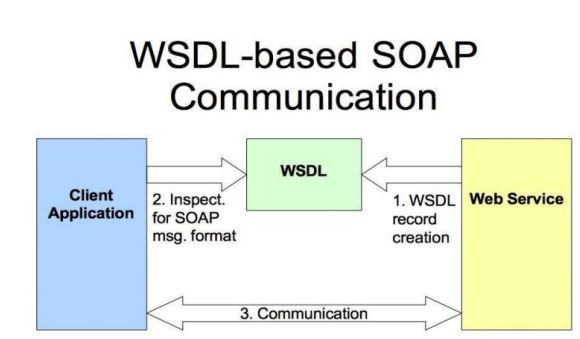 WSDL-based SOAP
Communication
Client
Application
2. Inspect.
for SOAP
msg. format
WSDL
1. WSDL
record
creation
Web Service
3. Communication